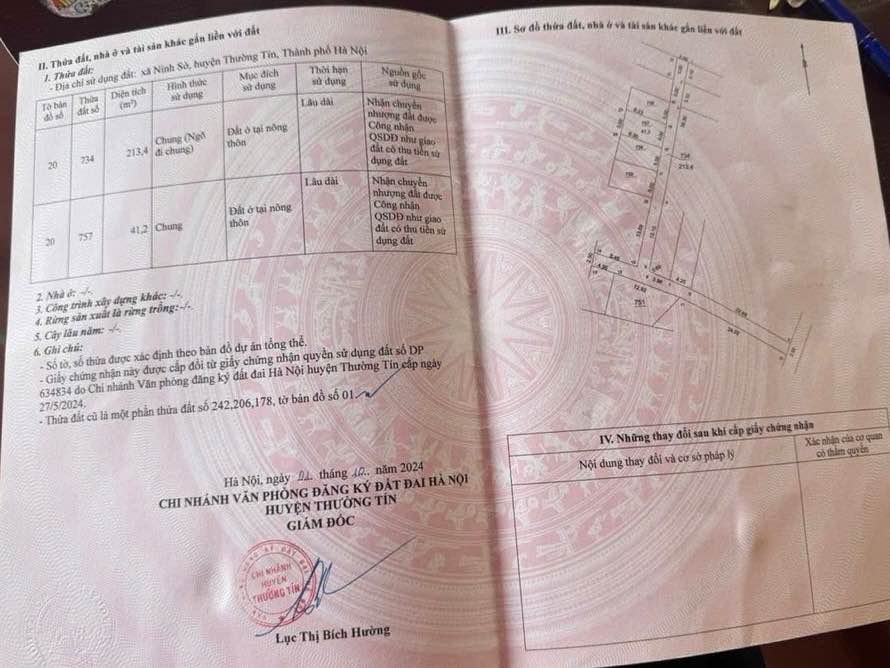 II. Thửa đất, nhà ở và tài sản khác gắn liền với đất
1. Thửa đất:
- Địa chỉ sử dụng đất: xã Ninh Sở, huyện Thường Tín, Thành phố Hà Nội
Tờ bản đồ số | Thửa đất số | Diện tích (m²) | Hình thức sử dụng | Mục đích sử dụng | Thời hạn sử dụng | Nguồn gốc sử dụng
20 | 734 | 213,4 | Chung (Ngõ đi chung) | Đất ở tại nông thôn | Lâu dài | Nhận chuyển nhượng đất được Công nhận QSDĐ như giao đất có thu tiền sử dụng đất
20 | 757 | 41,2 | Chung | Đất ở tại nông thôn | Lâu dài | Nhận chuyển nhượng đất được Công nhận QSDĐ như giao đất có thu tiền sử dụng đất
2. Nhà ở: -/-.
3. Công trình xây dựng khác: -/-.
4. Rừng sản xuất là rừng trồng: -/-.
5. Cây lâu năm: -/-.
6. Ghi chú:
- Số tờ, số thửa được xác định theo bản đồ dự án tổng thể.
- Giấy chứng nhận này được cấp đổi từ giấy chứng nhận quyền sử dụng đất số DP
634834 do Chi nhánh Văn phòng đăng ký đất đai Hà Nội huyện Thường Tín cấp ngày
27/5/2024.
- Thửa đất cũ là một phần thửa đất số 242,206,178, tờ bản đồ số 01.
Hà Nội, ngày 02 tháng 10 năm 2024
CHI NHÁNH VĂN PHÒNG ĐĂNG KÝ ĐẤT ĐAI HÀ NỘI
HUYỆN THƯỜNG TÍN
GIÁM ĐỐC
CHI NHÁNH
HUYỆN
THƯỜNG TÍN
Lục Thị Bích Hường
III. Sơ đồ thửa đất, nhà ở và tài sản khác gắn liền với đất
734
213.4
751
12.62
IV. Những thay đổi sau khi cấp giấy chứng nhận
Nội dung thay đổi và cơ sở pháp lý
Xác nhận của cơ quan
có thẩm quyền